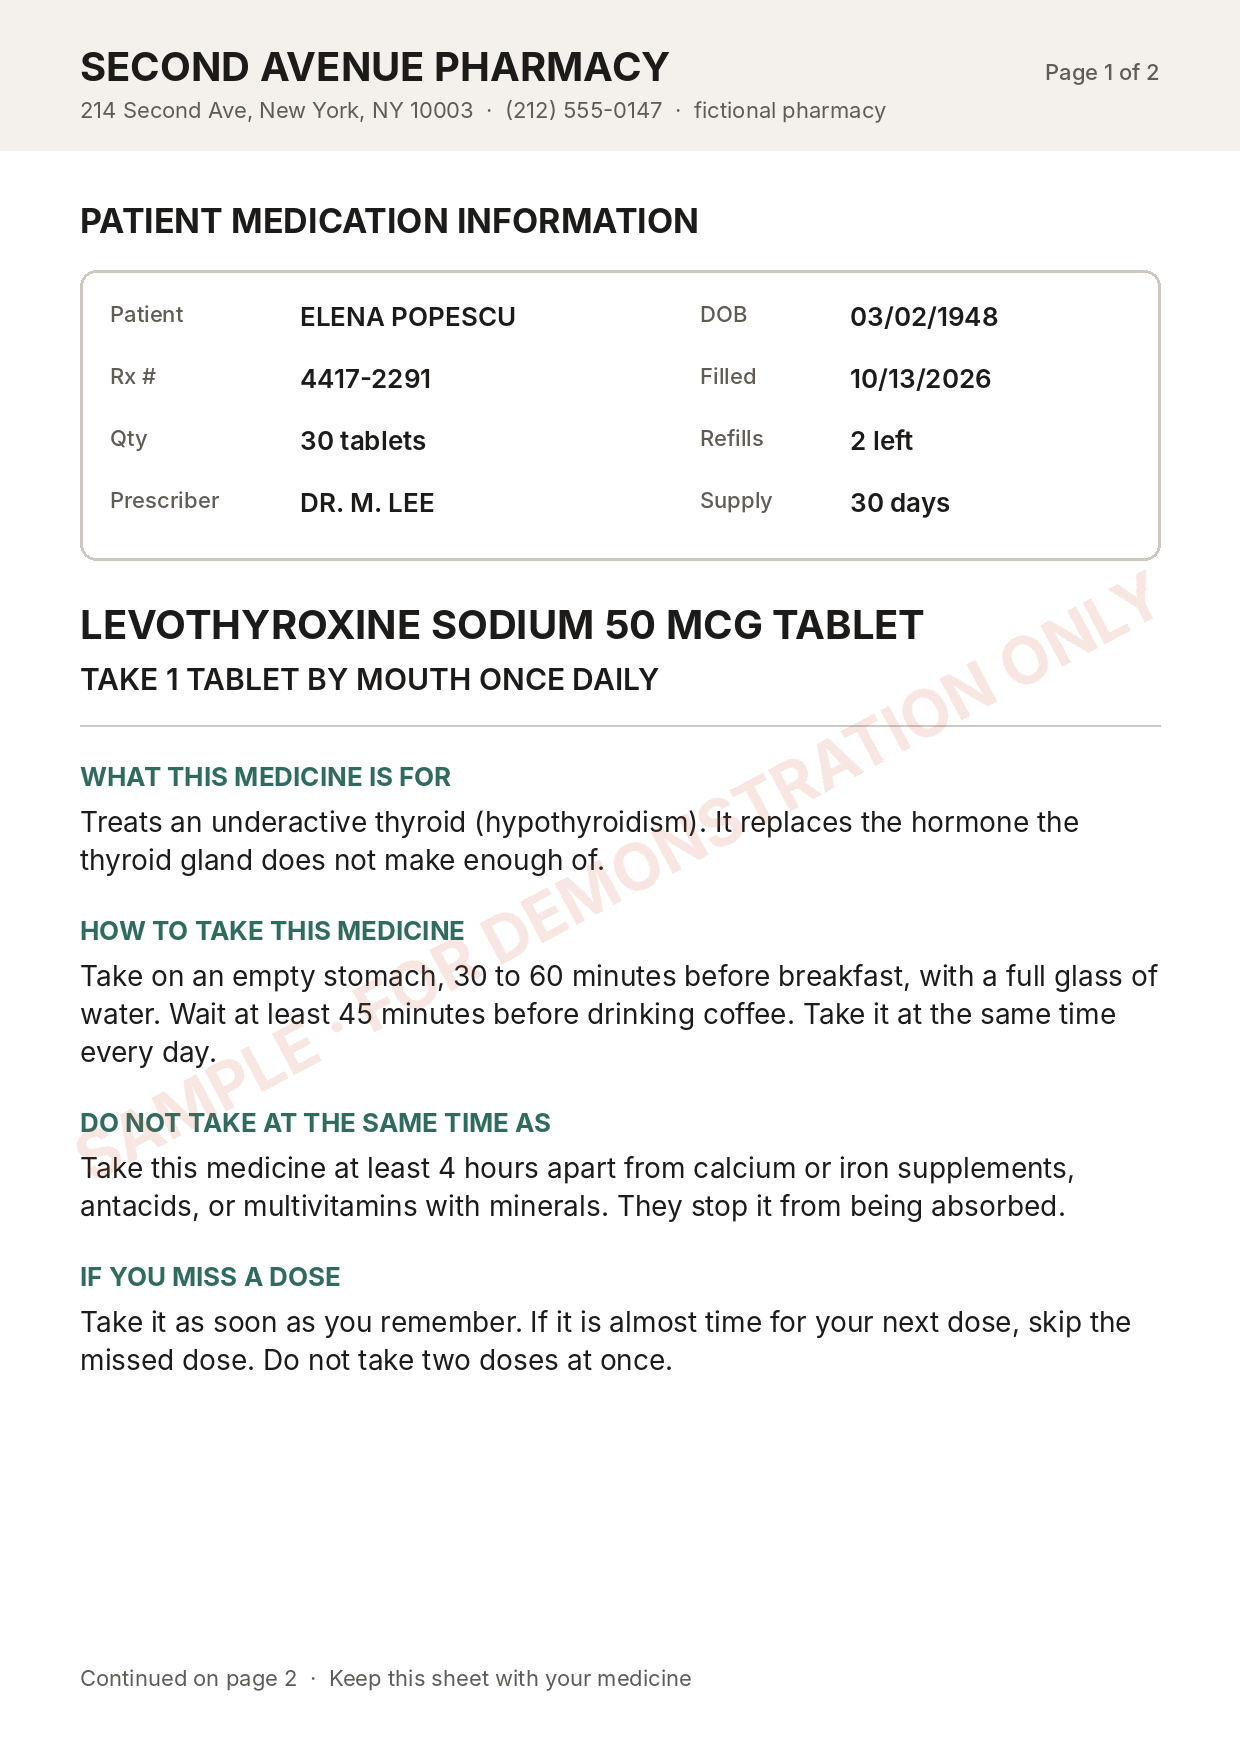 SECOND AVENUE PHARMACY
Page 1 of 2
214 Second Ave, New York, NY 10003 · (212) 555-0147 · fictional pharmacy
PATIENT MEDICATION INFORMATION
Patient ELENA POPESCU DOB 03/02/1948
Rx # 4417-2291 Filled 10/13/2026
Qty 30 tablets Refills 2 left
Prescriber DR. M. LEE Supply 30 days
LEVOTHYROXINE SODIUM 50 MCG TABLET
TAKE 1 TABLET BY MOUTH ONCE DAILY
WHAT THIS MEDICINE IS FOR
Treats an underactive thyroid (hypothyroidism). It replaces the hormone the
thyroid gland does not make enough of.
HOW TO TAKE THIS MEDICINE
Take on an empty stomach, 30 to 60 minutes before breakfast, with a full glass of
water. Wait at least 45 minutes before drinking coffee. Take it at the same time
every day.
DO NOT TAKE AT THE SAME TIME AS
Take this medicine at least 4 hours apart from calcium or iron supplements,
antacids, or multivitamins with minerals. They stop it from being absorbed.
IF YOU MISS A DOSE
Take it as soon as you remember. If it is almost time for your next dose, skip the
missed dose. Do not take two doses at once.
SAMPLE · FOR DEMONSTRATION ONLY
Continued on page 2 · Keep this sheet with your medicine